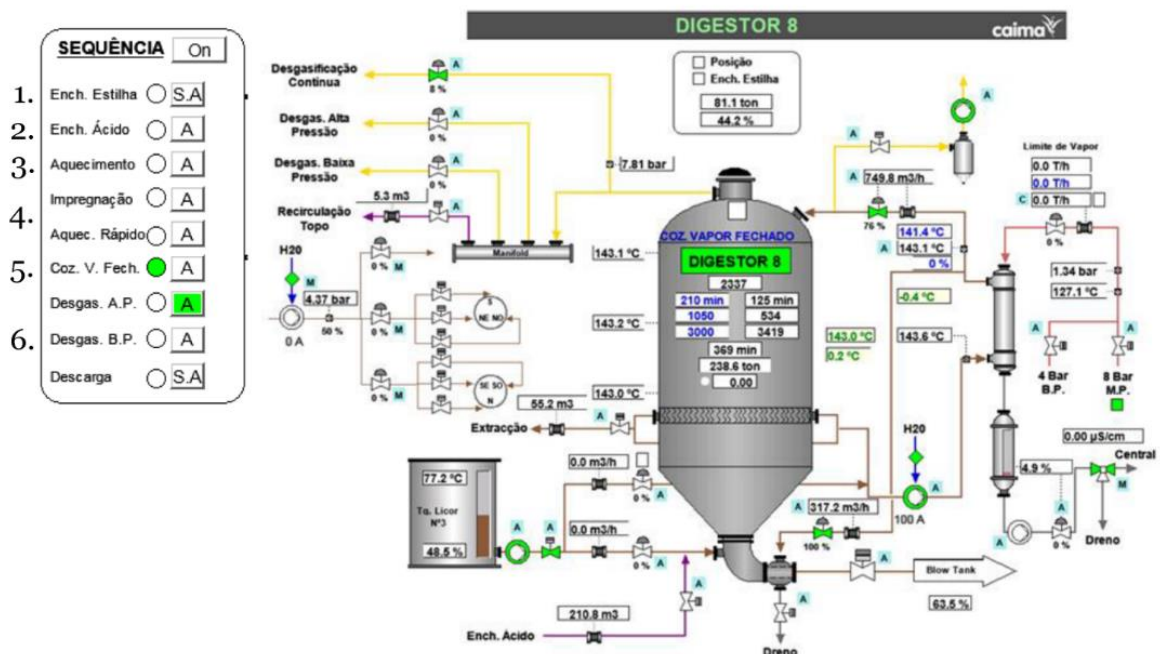 DIGESTOR 8
caima
SEQUÊNCIA On
1. Ench. Estilha S.A
2. Ench. Ácido A
3. Aquecimento A
Impregnação A
4.
Aquec. Rápido A
5. Coz. V. Fech. A
Desgas. A.P. A
6. Desgas. B.P. A
Descarga S.A
Posição
Ench. Estilha
81.1 ton
44.2 %
Desgasificação
Contínua
A
8 %
Desgas. Alta
Pressão
A
0 %
Desgas. Baixa
Pressão
A
0 %
7.81 bar
5.3 m3
Recirculação
Topo
A
Manifold
H20
M
4.37 bar
50 %
0 A
0 % M
0 % M
0 % M
S
NE NO
SE SO
N
143.1 ºC
143.2 ºC
143.0 ºC
COZ. VAPOR FECHADO
DIGESTOR 8
2337
210 min 125 min
1050 534
3000 3419
369 min
238.6 ton
0.00
A
A
A 749.8 m3/h
76 %
141.4 ºC
A 143.1 ºC
0 %
-0.4 ºC
143.0 ºC
0.2 ºC
143.6 ºC
Limite de Vapor
0.0 T/h
0.0 T/h
C 0.0 T/h
A
0 %
1.34 bar
127.1 ºC
A
A
4 Bar
B.P.
8 Bar
M.P.
55.2 m3
Extracção
A
77.2 ºC
Tq. Licor
Nº3
48.5 %
A
A
0.0 m3/h
A
0 %
0.0 m3/h
A
0 %
A
210.8 m3
Ench. Ácido
H20
A
100 A
A 317.2 m3/h
100 %
A
Blow Tank
63.5 %
A
Dreno
0.00 µS/cm
4.9 %
A
A
0 %
Central
M
Dreno